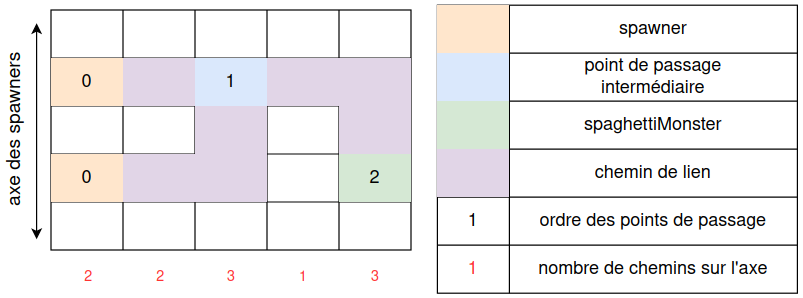 axe des spawners
0
1
0
2
2
2
3
1
3
spawner
point de passage
intermédiaire
spaghettiMonster
chemin de lien
1
ordre des points de passage
1
nombre de chemins sur l'axe